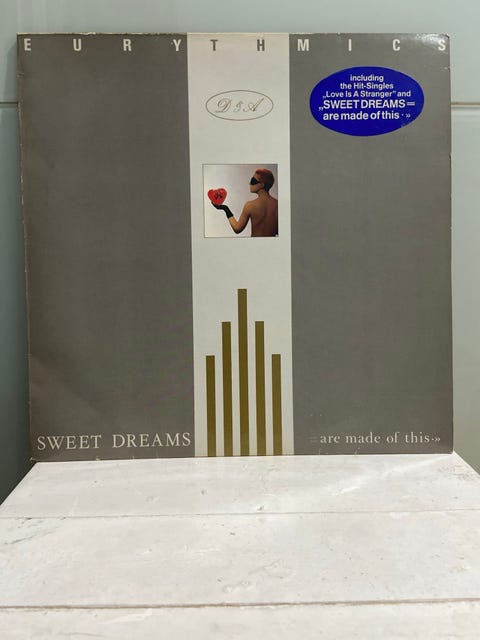 EURYTHMICS
D&A
including
the Hit-Singles
„Love Is A Stranger" and
„SWEET DREAMS=
are made of this·»
SWEET DREAMS
=are made of this·»